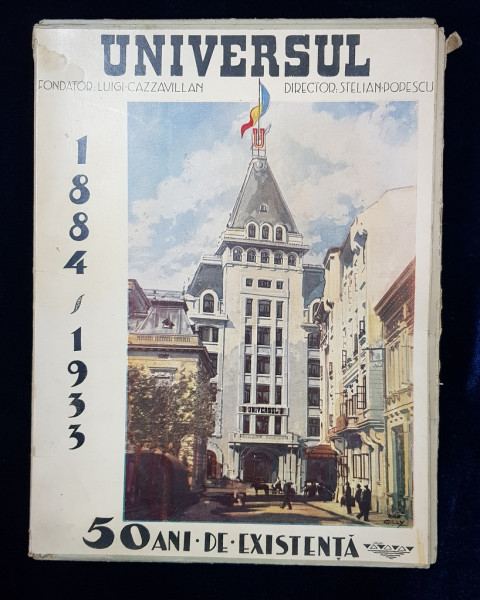 UNIVERSUL
FONDATOR: LUIGI·CAZZAVILLAN DIRECTOR: STELIAN·POPESCU
1884 / 1933
U
UNIVERSUL
50 ANI·DE·EXISTENȚĂ